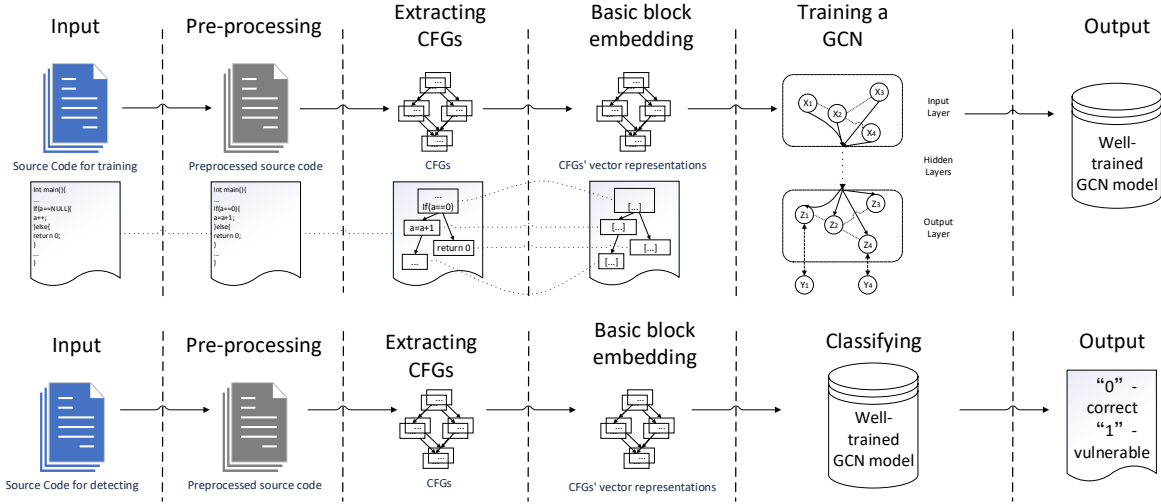 Input
Pre-processing
Extracting
CFGs
Basic block
embedding
Training a
GCN
Output
Source Code for training
Preprocessed source code
...
...
...
...
...
CFGs
...
...
...
...
...
CFGs' vector representations
X1
X2
X3
X4
Input
Layer
Hidden
Layers
Z1
Z2
Z3
Z4
Output
Layer
Y1
Y4
Well-
trained
GCN model
Int main(){
...
If(a==NULL){
a++;
}else{
return 0;
}
...
}
Int main(){
...
If(a==0){
a=a+1;
}else{
return 0;
}
...
}
...
If(a==0)
a=a+1
return 0
...
[...]
[...]
[...]
[...]
Input
Pre-processing
Extracting
CFGs
Basic block
embedding
Classifying
Output
Source Code for detecting
Preprocessed source code
...
...
...
...
...
CFGs
...
...
...
...
...
CFGs' vector representations
Well-
trained
GCN model
“0” -
correct
“1” -
vulnerable